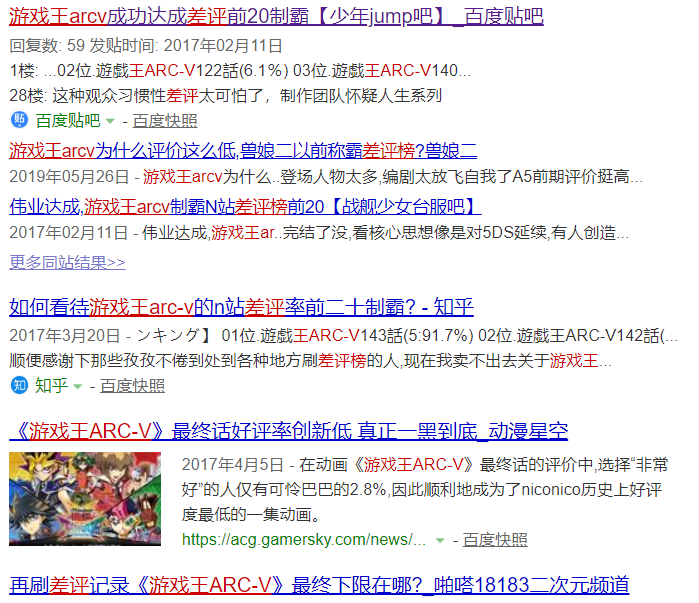 游戏王arcv成功达成差评前20制霸【少年jump吧】_百度贴吧
回复数: 59 发贴时间: 2017年02月11日
1楼: ...02位.遊戯王ARC-V122話(6.1%) 03位.遊戯王ARC-V140...
28楼: 这种观众习惯性差评太可怕了，制作团队怀疑人生系列
贴 百度贴吧 - 百度快照
游戏王arcv为什么评价这么低,兽娘二以前称霸差评榜?兽娘二
2019年05月26日 - 游戏王arcv为什么..登场人物太多,编剧太放飞自我了A5前期评价挺高...
伟业达成,游戏王arcv制霸N站差评榜前20【战舰少女台服吧】
2017年02月11日 - 伟业达成,游戏王ar..完结了没,看核心思想像是对5DS延续,有人创造...
更多同站结果>>
如何看待游戏王arc-v的n站差评率前二十制霸? - 知乎
2017年3月20日 - ンキング】 01位.遊戯王ARC-V143話(5:91.7%) 02位.遊戯王ARC-V142話(...
顺便感谢下那些孜孜不倦到处到各种地方刷差评榜的人,现在我卖不出去关于游戏王...
知 知乎 - 百度快照
《游戏王ARC-V》最终话好评率创新低 真正一黑到底_动漫星空
2017年4月5日 - 在动画《游戏王ARC-V》最终话的评价中,选择“非常
好”的人仅有可怜巴巴的2.8%,因此顺利地成为了niconico历史上好评
度最低的一集动画。
https://acg.gamersky.com/news/... - 百度快照
再刷差评记录《游戏王ARC-V》最终下限在哪?_啪嗒18183二次元频道